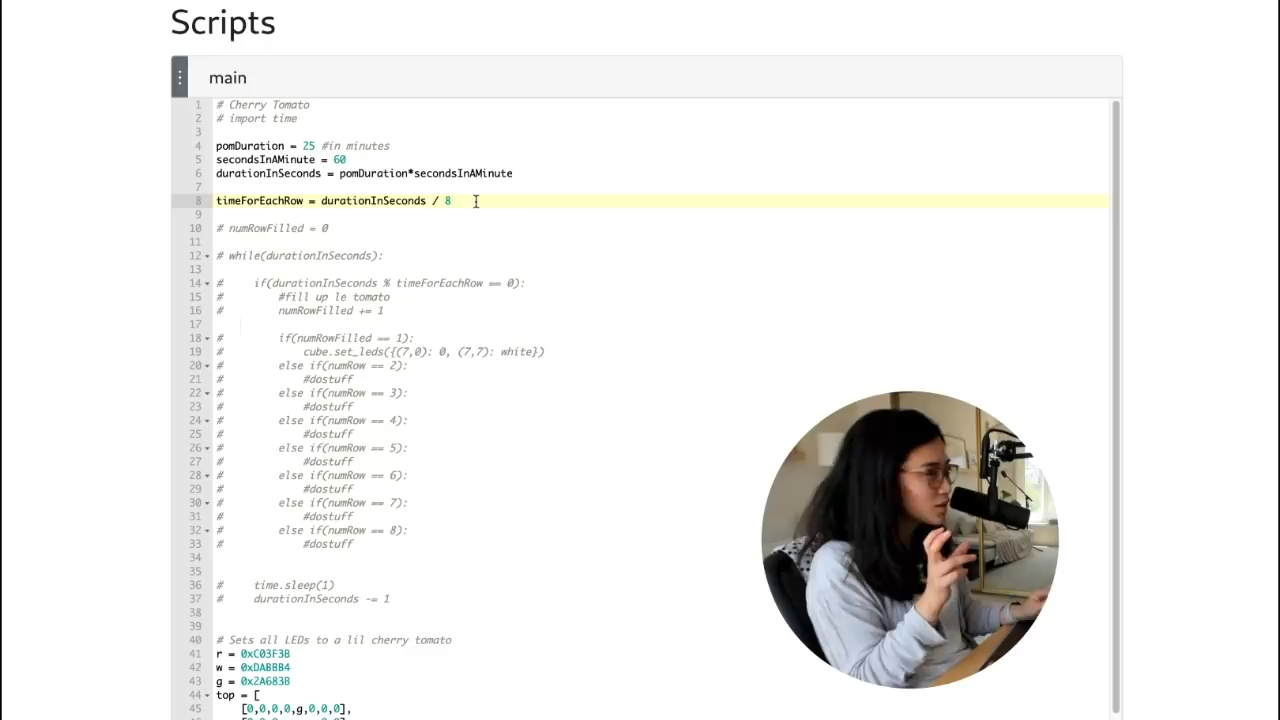 Scripts
main
1 # Cherry Tomato
2 # import time
3
4 pomDuration = 25 #in minutes
5 secondsInAMinute = 60
6 durationInSeconds = pomDuration*secondsInAMinute
7
8 timeForEachRow = durationInSeconds / 8
9
10 # numRowFilled = 0
11
12 # while(durationInSeconds):
13
14 #     if(durationInSeconds % timeForEachRow == 0):
15 #         #fill up le tomato
16 #         numRowFilled += 1
17
18 #         if(numRowFilled == 1):
19 #             cube.set_leds({(7,0): 0, (7,7): white})
20 #         else if(numRow == 2):
21 #             #dostuff
22 #         else if(numRow == 3):
23 #             #dostuff
24 #         else if(numRow == 4):
25 #             #dostuff
26 #         else if(numRow == 5):
27 #             #dostuff
28 #         else if(numRow == 6):
29 #             #dostuff
30 #         else if(numRow == 7):
31 #             #dostuff
32 #         else if(numRow == 8):
33 #             #dostuff
34
35
36 #     time.sleep(1)
37 #     durationInSeconds -= 1
38
39
40 # Sets all LEDs to a lil cherry tomato
41 r = 0xC03F3B
42 w = 0xDABBB4
43 g = 0x2A683B
44 top = [
45     [0,0,0,0,g,0,0,0],